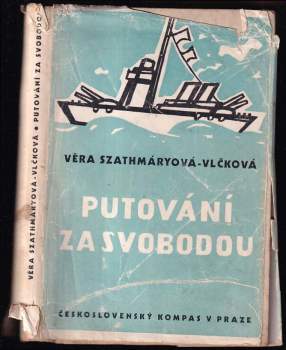 VĚRA SZATHMÁRYOVÁ-VLČKOVÁ
PUTOVÁNÍ
ZA SVOBODOU
ČESKOSLOVENSKÝ KOMPAS V PRAZE
VĚRA SZATHMÁRYOVÁ-VLČKOVÁ • PUTOVÁNÍ ZA SVOBODOU